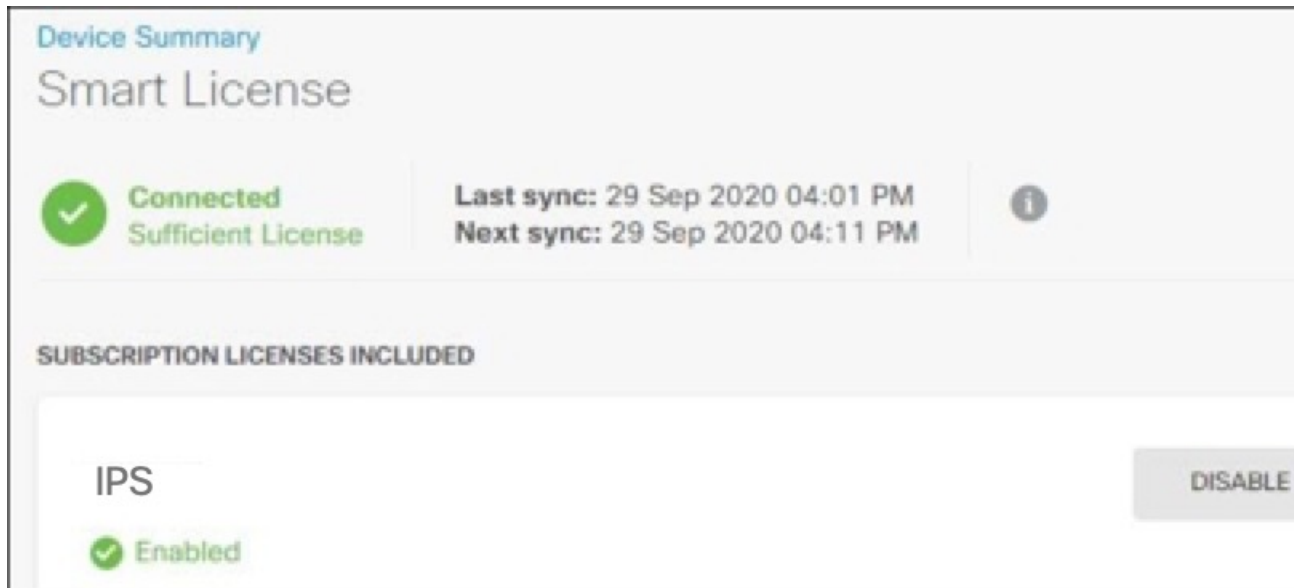 Device Summary
Smart License
Connected
Sufficient License
Last sync: 29 Sep 2020 04:01 PM
Next sync: 29 Sep 2020 04:11 PM
SUBSCRIPTION LICENSES INCLUDED
IPS
DISABLE
Enabled